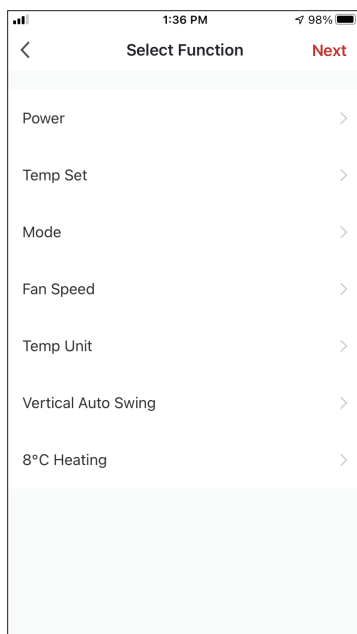 1:36 PM 98%
Select Function Next
Power
Temp Set
Mode
Fan Speed
Temp Unit
Vertical Auto Swing
8°C Heating